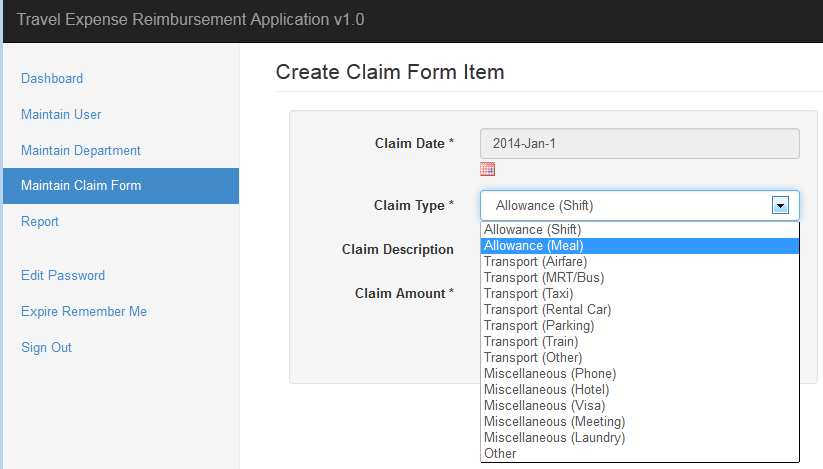 Travel Expense Reimbursement Application v1.0
Dashboard
Maintain User
Maintain Department
Maintain Claim Form
Report
Edit Password
Expire Remember Me
Sign Out
Create Claim Form Item
Claim Date * 2014-Jan-1
Claim Type * Allowance (Shift)
Allowance (Shift)
Allowance (Meal)
Transport (Airfare)
Transport (MRT/Bus)
Transport (Taxi)
Transport (Rental Car)
Transport (Parking)
Transport (Train)
Transport (Other)
Miscellaneous (Phone)
Miscellaneous (Hotel)
Miscellaneous (Visa)
Miscellaneous (Meeting)
Miscellaneous (Laundry)
Other
Claim Description
Claim Amount *